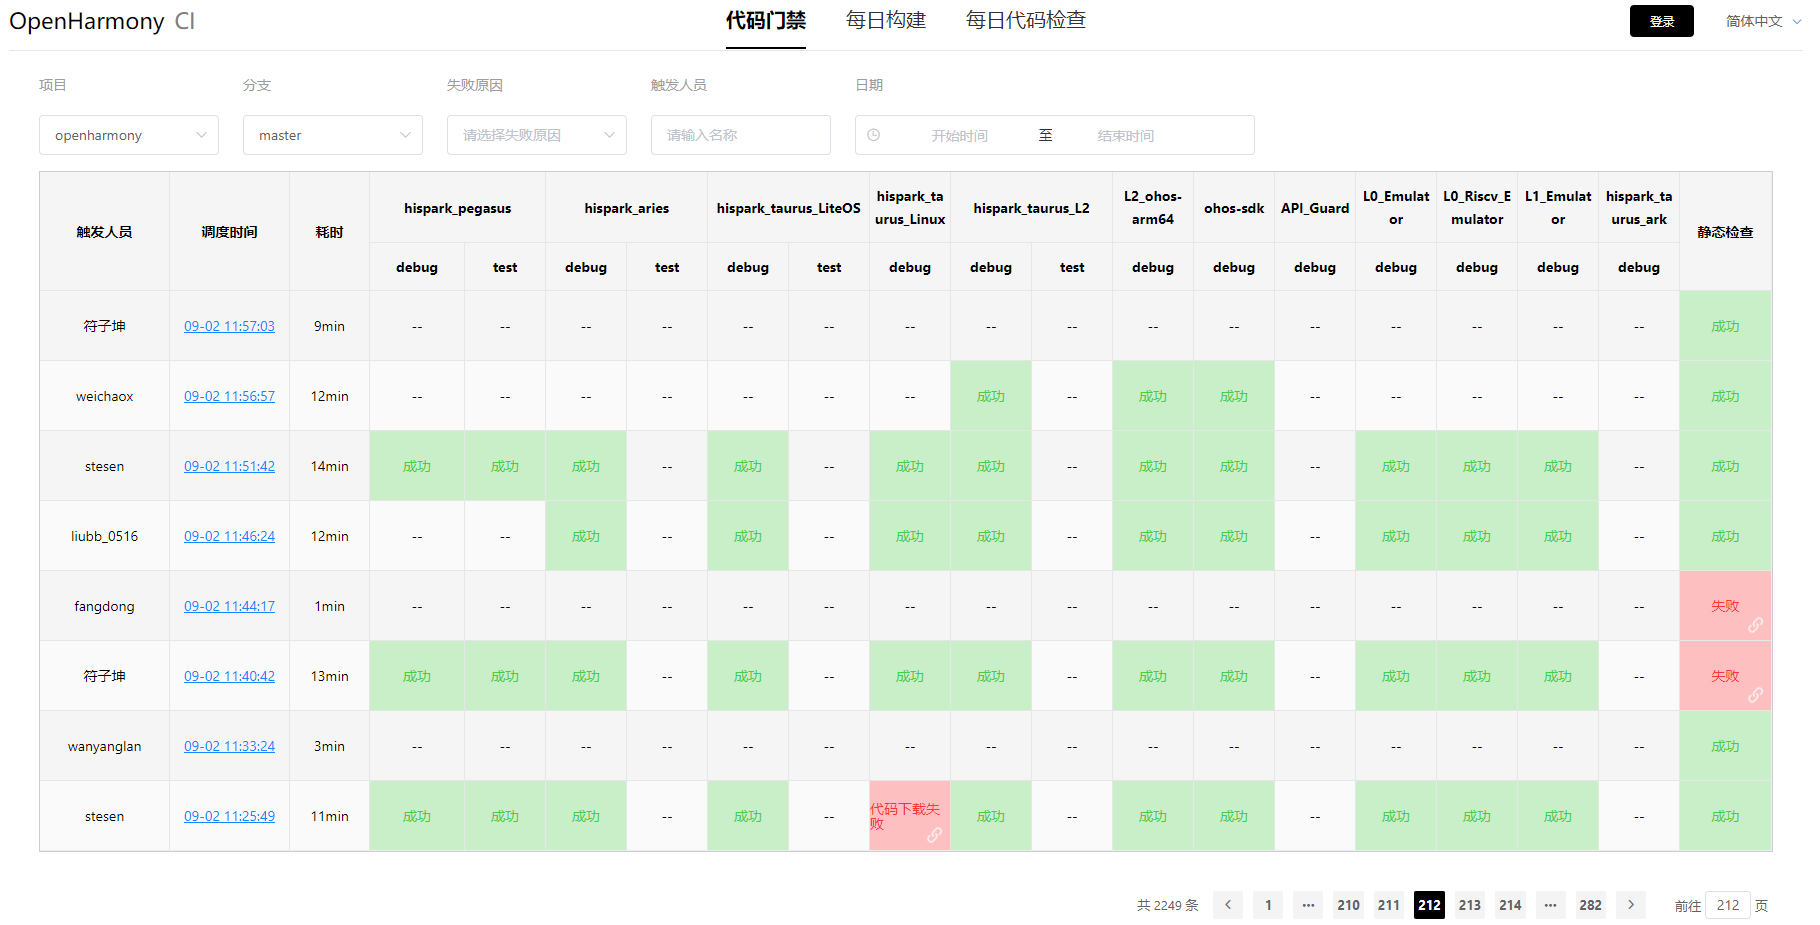 OpenHarmony CI 代码门禁 每日构建 每日代码检查 登录 简体中文
项目 分支 失败原因 触发人员 日期
openharmony master 请选择失败原因 请输入名称 开始时间 至 结束时间
触发人员 调度时间 耗时 hispark_pegasus hispark_aries hispark_taurus_LiteOS hispark_taurus_Linux hispark_taurus_L2 L2_ohos-arm64 ohos-sdk API_Guard L0_Emulator L0_Riscv_Emulator L1_Emulator hispark_taurus_ark 静态检查
debug test debug test debug test debug debug test debug debug debug debug debug debug debug
符子坤 09-02 11:57:03 9min -- -- -- -- -- -- -- -- -- -- -- -- -- -- -- -- 成功
weichaox 09-02 11:56:57 12min -- -- -- -- -- -- -- 成功 -- 成功 成功 -- -- -- -- -- 成功
stesen 09-02 11:51:42 14min 成功 成功 成功 -- 成功 -- 成功 成功 -- 成功 成功 -- 成功 成功 成功 -- 成功
liubb_0516 09-02 11:46:24 12min -- -- 成功 -- 成功 -- 成功 成功 -- 成功 成功 -- 成功 成功 成功 -- 成功
fangdong 09-02 11:44:17 1min -- -- -- -- -- -- -- -- -- -- -- -- -- -- -- -- 失败
符子坤 09-02 11:40:42 13min 成功 成功 成功 -- 成功 -- 成功 成功 -- 成功 成功 -- 成功 成功 成功 -- 失败
wanyanglan 09-02 11:33:24 3min -- -- -- -- -- -- -- -- -- -- -- -- -- -- -- -- 成功
stesen 09-02 11:25:49 11min 成功 成功 成功 -- 成功 -- 代码下载失败 成功 -- 成功 成功 -- 成功 成功 成功 -- 成功
共 2249 条 < 1 ··· 210 211 212 213 214 ··· 282 > 前往 212 页